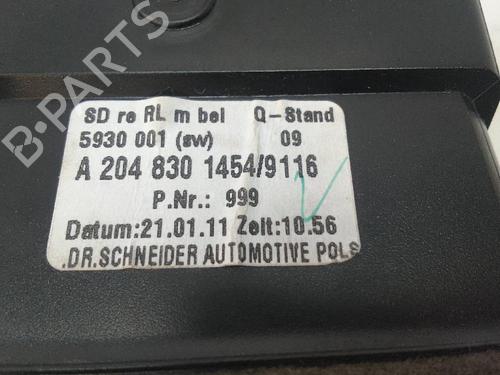 SD re RL m bel Q-Stand
5930 001 (sw) 09
A 204 830 1454/9116
P.Nr.: 999
Datum:21.01.11 Zeit:10.56
.DR.SCHNEIDER AUTOMOTIVE POLS
B-PARTS